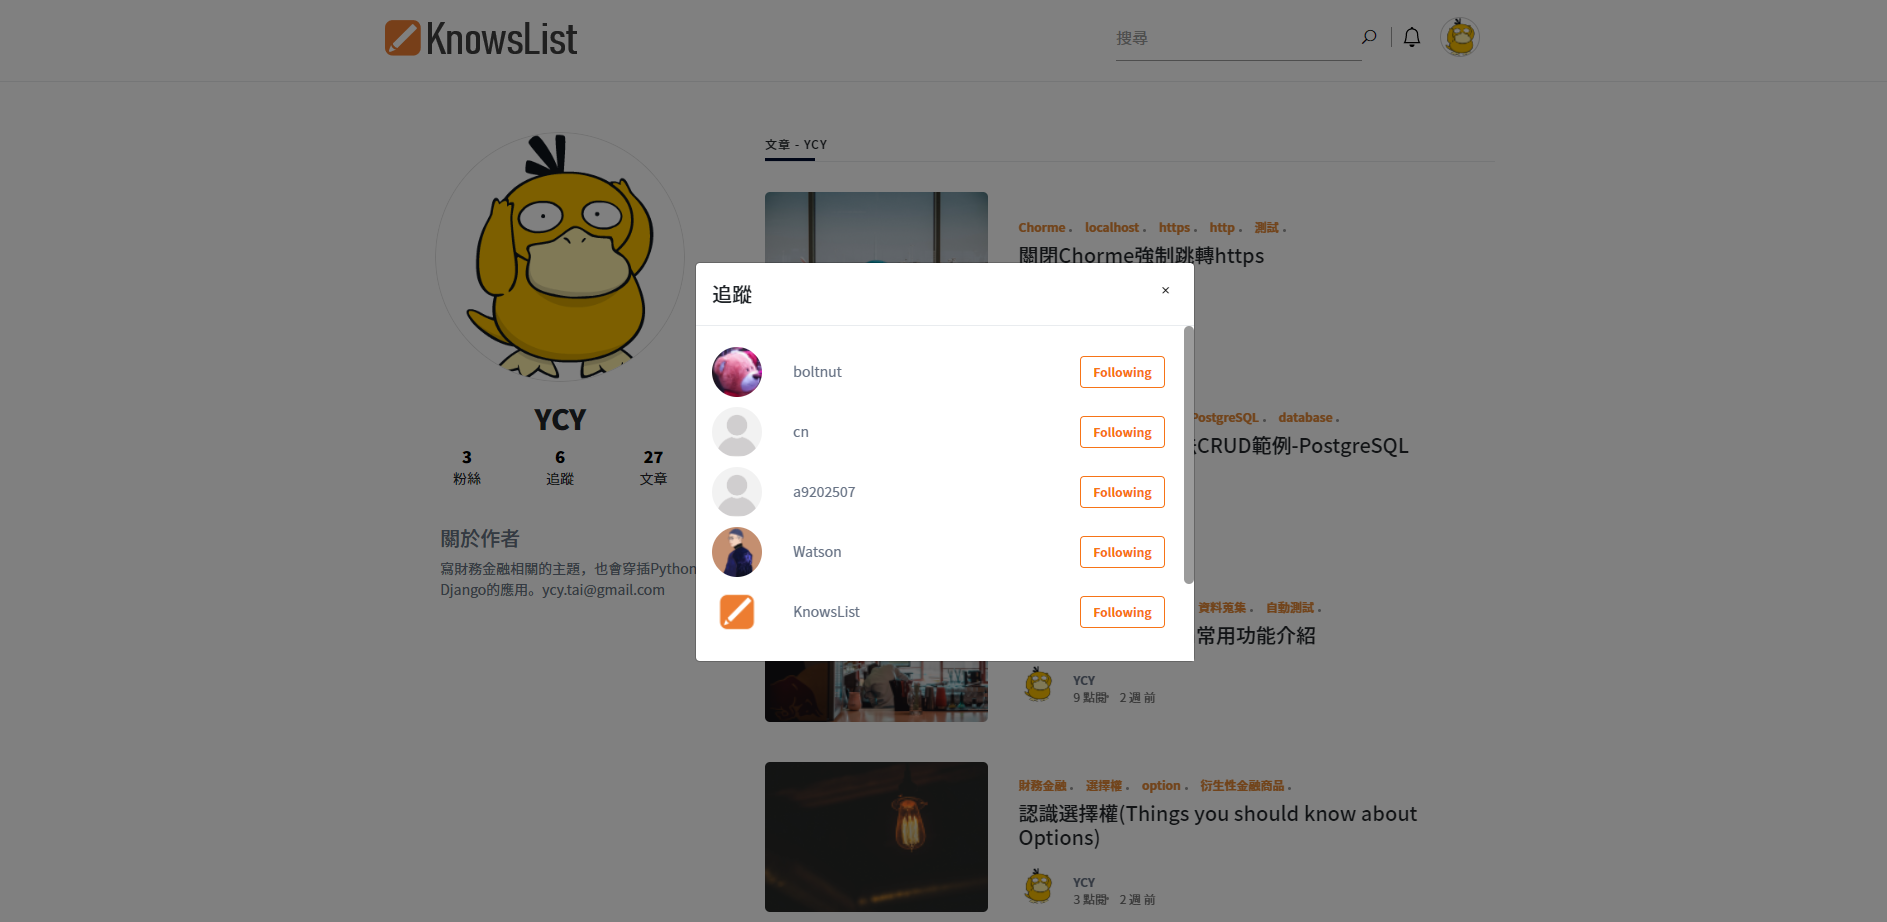 KnowsList
搜尋
文章 - YCY
Chorme . localhost . https . http . 測試 .
關閉Chorme強制跳轉https
追蹤
×
boltnut
Following
cn
Following
a9202507
Following
Watson
Following
KnowsList
Following
YCY
3
粉絲
6
追蹤
27
文章
關於作者
寫財務金融相關的主題，也會穿插Python
Django的應用。ycy.tai@gmail.com
PostgreSQL . database .
CRUD範例-PostgreSQL
資料蒐集 . 自動測試 .
常用功能介紹
YCY
9 點閱 2 週 前
財務金融 . 選擇權 . option . 衍生性金融商品 .
認識選擇權(Things you should know about
Options)
YCY
3 點閱 2 週 前